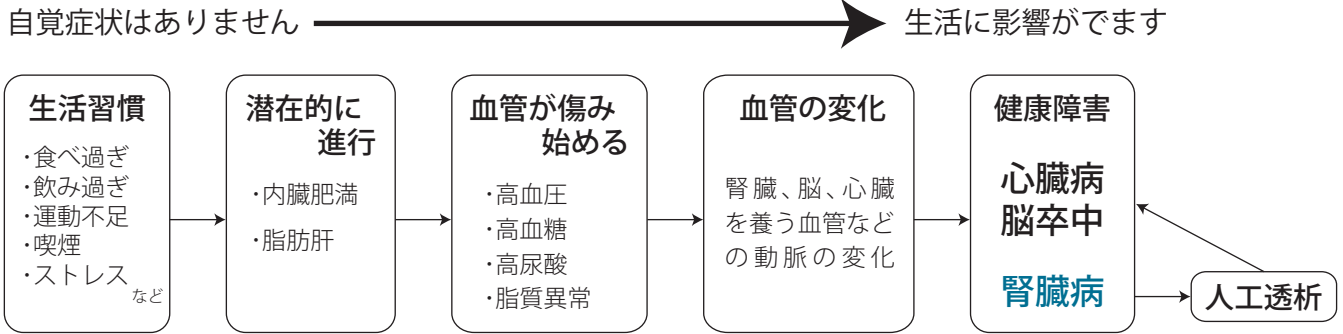 自覚症状はありません
生活に影響がでます
生活習慣
・食べ過ぎ
・飲み過ぎ
・運動不足
・喫煙
・ストレス
など
潜在的に
進行
・内臓肥満
・脂肪肝
血管が傷み
始める
・高血圧
・高血糖
・高尿酸
・脂質異常
血管の変化
腎臓、脳、心臓
を養う血管など
の動脈の変化
健康障害
心臓病
脳卒中
腎臓病
人工透析